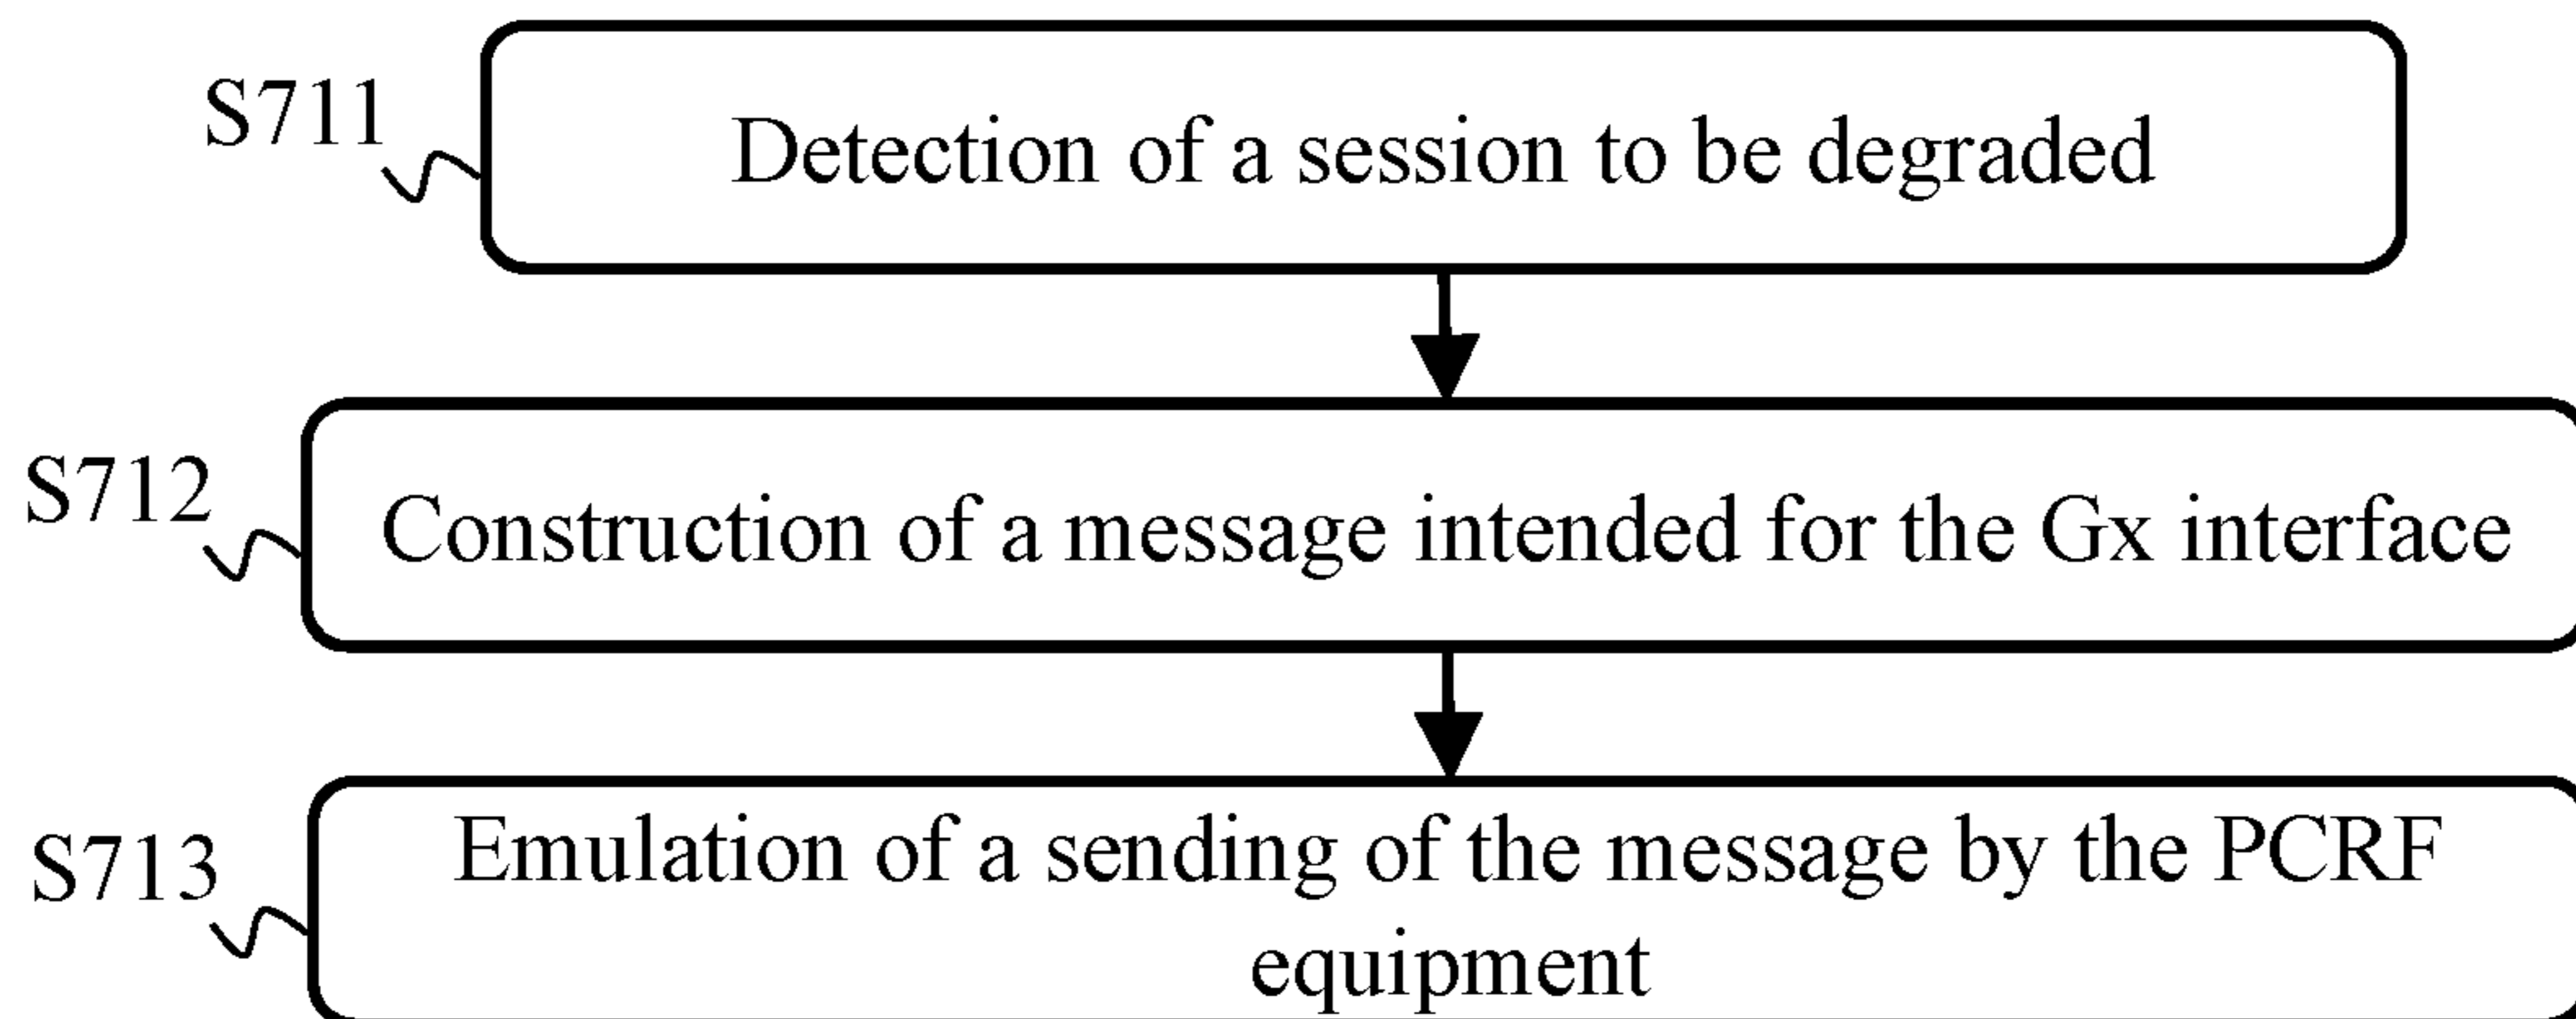 S711
Detection of a session to be degraded
S712
Construction of a message intended for the Gx interface
S713
Emulation of a sending of the message by the PCRF
equipment